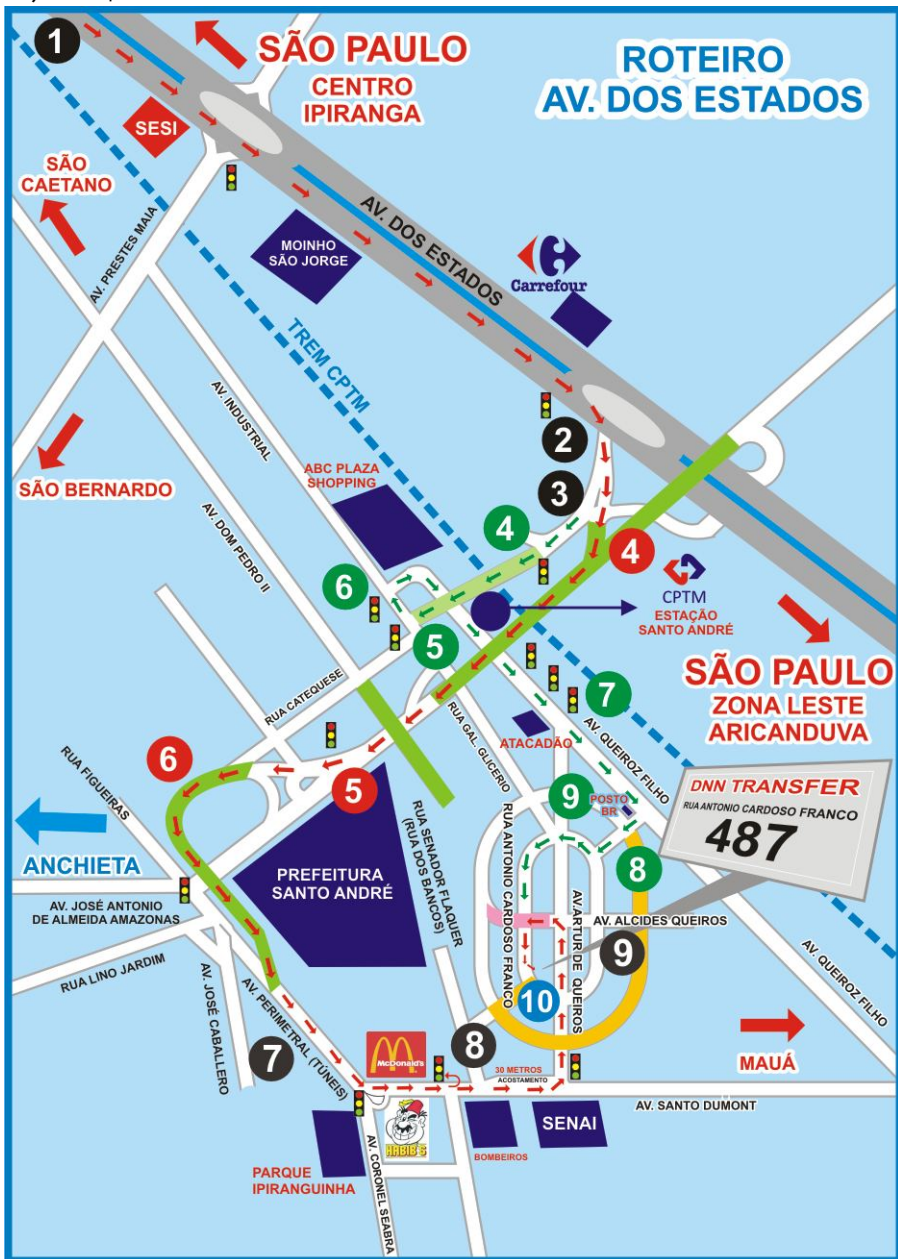 1
SÃO PAULO
CENTRO
IPIRANGA
ROTEIRO
AV. DOS ESTADOS
SESI
SÃO
CAETANO
AV. PRESTES MAIA
MOINHO
SÃO JORGE
AV. DOS ESTADOS
Carrefour
TREM CPTM
AV. INDUSTRIAL
SÃO BERNARDO
AV. DOM PEDRO II
ABC PLAZA
SHOPPING
2
3
4
4
CPTM
ESTAÇÃO
SANTO ANDRÉ
6
5
SÃO PAULO
ZONA LESTE
ARICANDUVA
7
RUA CATEQUESE
RUA GAL. GLICERIO
ATACADÃO
AV. QUEIROZ FILHO
RUA FIGUEIRAS
6
5
9
POSTO
BR
DNN TRANSFER
RUA ANTONIO CARDOSO FRANCO
487
ANCHIETA
PREFEITURA
SANTO ANDRÉ
RUA SENADOR FLAQUER
(RUA DOS BANCOS)
RUA ANTONIO CARDOSO FRANCO
8
AV. JOSÉ ANTONIO
DE ALMEIDA AMAZONAS
AV. ALCIDES QUEIROS
AV.ARTUR DE QUEIROS
9
AV. QUEIROZ FILHO
RUA LINO JARDIM
AV. JOSÉ CABALLERO
AV. PERIMETRAL (TÚNEIS)
10
7
McDonald's
8
30 METROS
ACOSTAMENTO
MAUÁ
AV. SANTO DUMONT
HABIB'S
BOMBEIROS
SENAI
PARQUE
IPIRANGUINHA
AV. CORONEL SEABRA